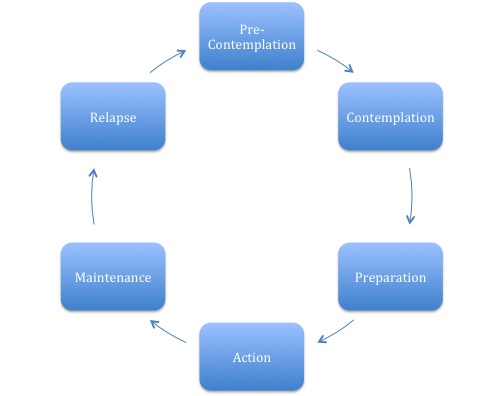 Pre-
Contemplation
Contemplation
Preparation
Action
Maintenance
Relapse